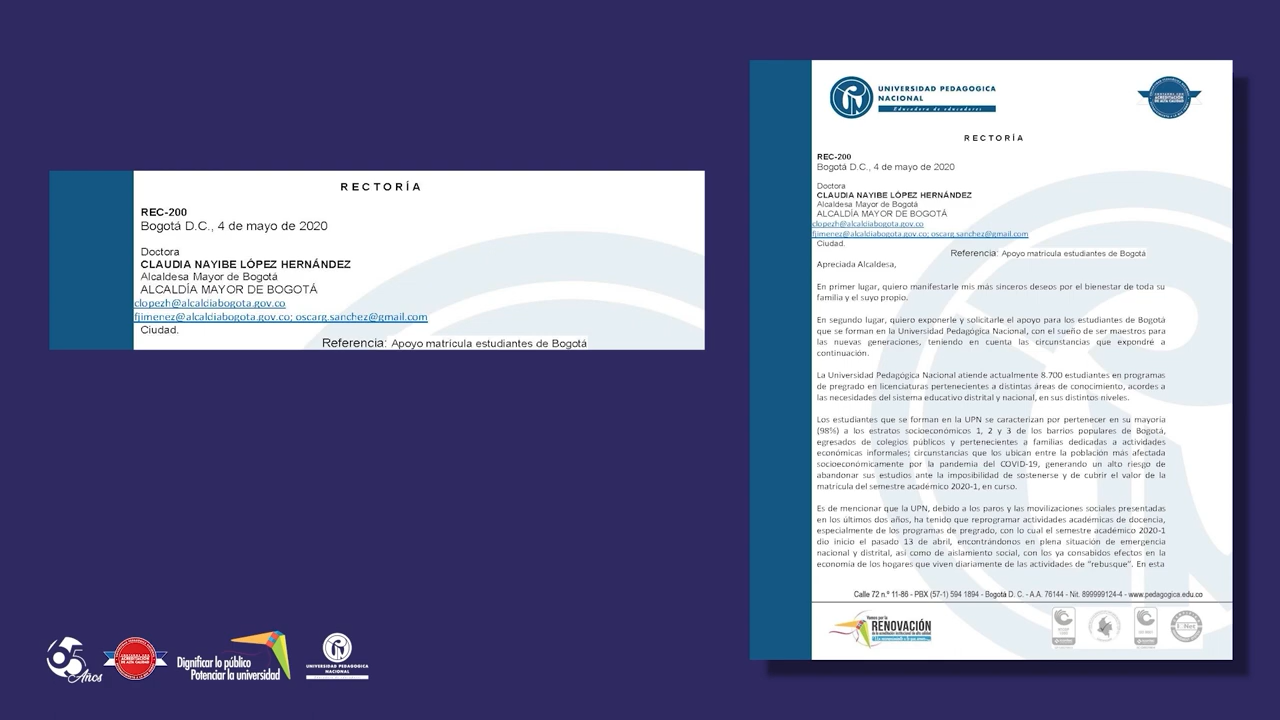 RECTORÍA
REC-200
Bogotá D.C., 4 de mayo de 2020
Doctora
CLAUDIA NAYIBE LÓPEZ HERNÁNDEZ
Alcaldesa Mayor de Bogotá
ALCALDÍA MAYOR DE BOGOTÁ
clopezh@alcaldiabogota.gov.co
fjimenez@alcaldiabogota.gov.co; oscarg.sanchez@gmail.com
Ciudad.
Referencia: Apoyo matrícula estudiantes de Bogotá
65 Años
Dignificar lo público
Potenciar la universidad
UNIVERSIDAD PEDAGOGICA
NACIONAL
UNIVERSIDAD PEDAGOGICA
NACIONAL
Educadora de educadores
ACREDITACIÓN
DE ALTA CALIDAD
RECTORÍA
REC-200
Bogotá D.C., 4 de mayo de 2020
Doctora
CLAUDIA NAYIBE LÓPEZ HERNÁNDEZ
Alcaldesa Mayor de Bogotá
ALCALDÍA MAYOR DE BOGOTÁ
clopezh@alcaldiabogota.gov.co
fjimenez@alcaldiabogota.gov.co; oscarg.sanchez@gmail.com
Ciudad.
Referencia: Apoyo matrícula estudiantes de Bogotá
Apreciada Alcaldesa,
En primer lugar, quiero manifestarle mis más sinceros deseos por el bienestar de toda su
familia y el suyo propio.
En segundo lugar, quiero exponerle y solicitarle el apoyo para los estudiantes de Bogotá
que se forman en la Universidad Pedagógica Nacional, con el sueño de ser maestros para
las nuevas generaciones, teniendo en cuenta las circunstancias que expondré a
continuación.
La Universidad Pedagógica Nacional atiende actualmente 8.700 estudiantes en programas
de pregrado en licenciaturas pertenecientes a distintas áreas de conocimiento, acordes a
las necesidades del sistema educativo distrital y nacional, en sus distintos niveles.
Los estudiantes que se forman en la UPN se caracterizan por pertenecer en su mayoría
(98%) a los estratos socioeconómicos 1, 2 y 3 de los barrios populares de Bogotá,
egresados de colegios públicos y pertenecientes a familias dedicadas a actividades
económicas informales; circunstancias que los ubican entre la población más afectada
socioeconómicamente por la pandemia del COVID-19, generando un alto riesgo de
abandonar sus estudios ante la imposibilidad de sostenerse y de cubrir el valor de la
matrícula del semestre académico 2020-1, en curso.
Es de mencionar que la UPN, debido a los paros y las movilizaciones sociales presentadas
en los últimos dos años, ha tenido que reprogramar actividades académicas de docencia,
especialmente de los programas de pregrado, con lo cual el semestre académico 2020-1
dio inicio el pasado 13 de abril, encontrándonos en plena situación de emergencia
nacional y distrital, así como de aislamiento social, con los ya consabidos efectos en la
economía de los hogares que viven diariamente de las actividades de “rebusque”. En esta
Calle 72 n.º 11-86 - PBX (57-1) 594 1894 - Bogotá D. C. - A.A. 76144 - Nit. 899999124-4 - www.pedagogica.edu.co
Vamos por la
RENOVACIÓN